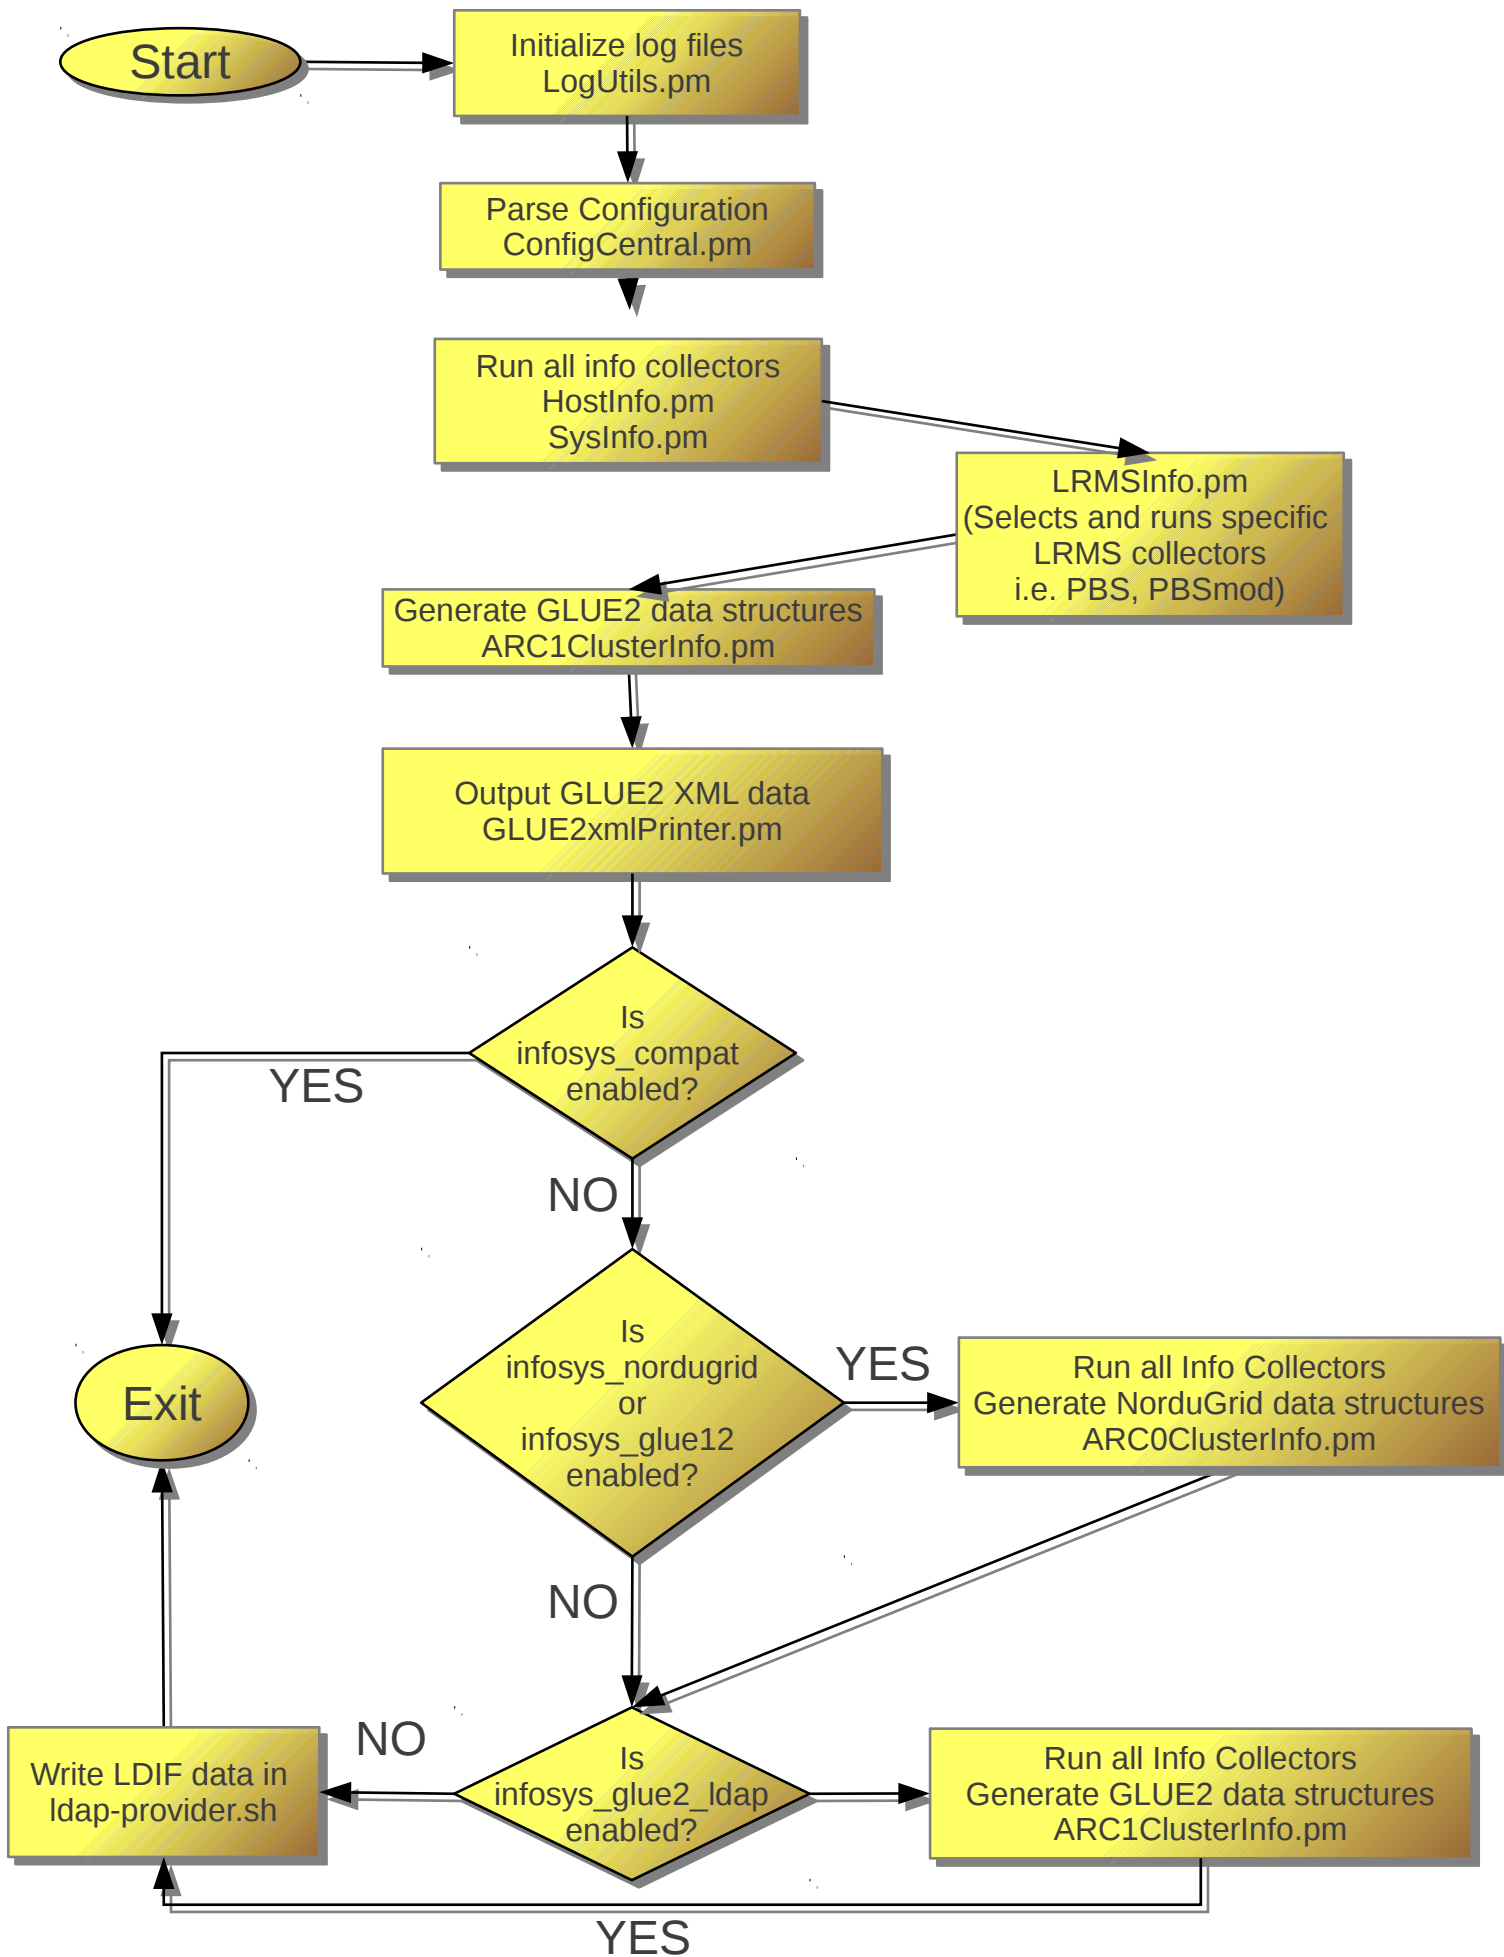 Start
Initialize log files
LogUtils.pm
Parse Configuration
ConfigCentral.pm
Run all info collectors
HostInfo.pm
SysInfo.pm
LRMSInfo.pm
(Selects and runs specific
LRMS collectors
i.e. PBS, PBSmod)
Generate GLUE2 data structures
ARC1ClusterInfo.pm
Output GLUE2 XML data
GLUE2xmlPrinter.pm
Is
infosys_compat
enabled?
YES
NO
Exit
Is
infosys_nordugrid
or
infosys_glue12
enabled?
YES
Run all Info Collectors
Generate NorduGrid data structures
ARC0ClusterInfo.pm
NO
Write LDIF data in
ldap-provider.sh
NO
Is
infosys_glue2_ldap
enabled?
Run all Info Collectors
Generate GLUE2 data structures
ARC1ClusterInfo.pm
YES